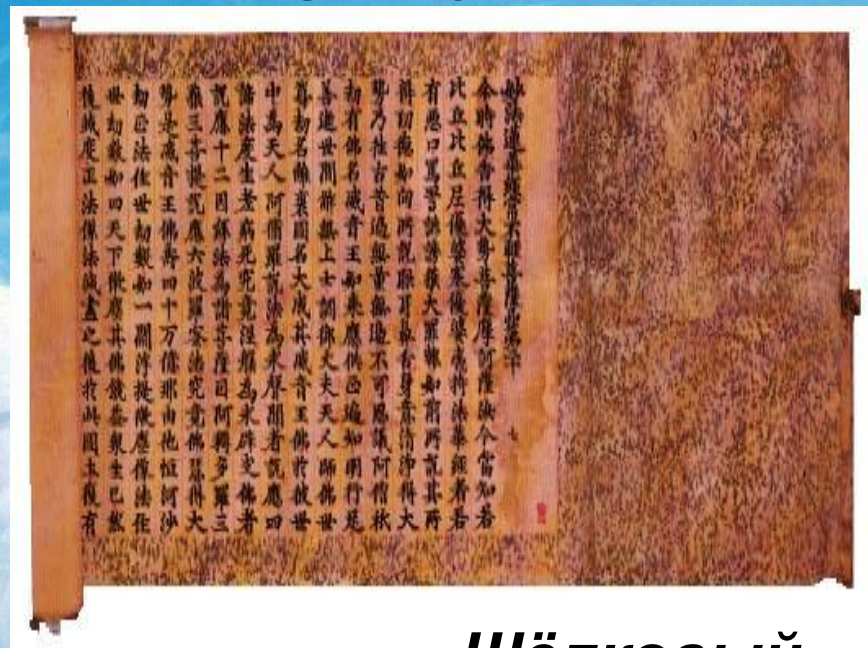 妙法蓮華經常不輕菩薩品第二十
七
尒時佛告得大勢菩薩摩訶薩汝今當知若
比丘比丘尼優婆塞優婆夷持法華經者若
有惡口罵詈誹謗獲大罪報如前所說其所
得功德如向所說眼耳鼻舌身意清淨得大
勢乃往古昔過無量無邊不可思議阿僧祇
劫有佛名威音王如來應供正遍知明行足
善逝世間解無上士調御丈夫天人師佛世
尊劫名離衰國名大成其威音王佛於彼世
中為天人阿脩羅說法為求聲聞者說應四
諦法度生老病死究竟涅槃為求辟支佛者
說應十二因緣法為諸菩薩因阿耨多羅三
藐三菩提說應六波羅蜜法究竟佛慧得大
勢是威音王佛壽四十万億那由他恒河沙
劫正法住世劫數如一閻浮提微塵像法住
世劫數如四天下微塵其佛饒益衆生已然
後滅度正法像法滅盡之後於此國土復有
Шёлковый